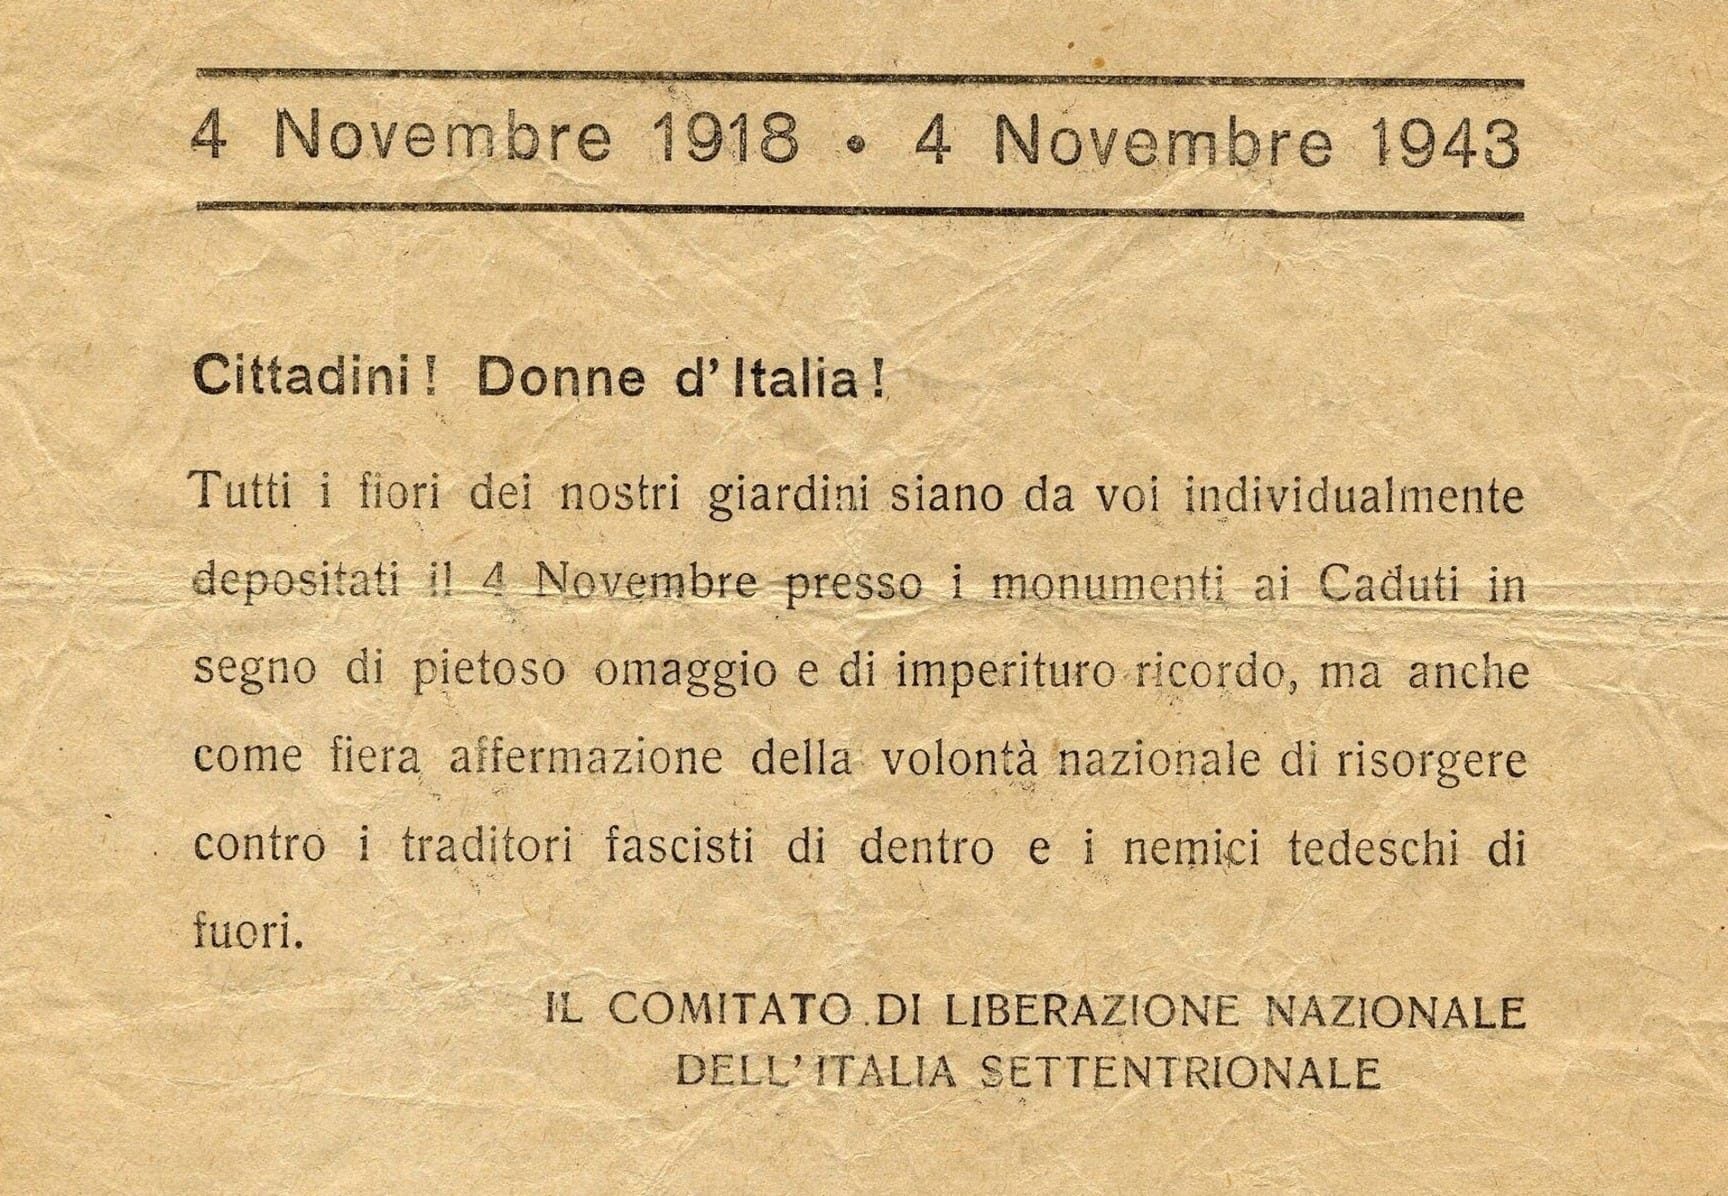 4 Novembre 1918 • 4 Novembre 1943
Cittadini! Donne d'Italia!
Tutti i fiori dei nostri giardini siano da voi individualmente
depositati il 4 Novembre presso i monumenti ai Caduti in
segno di pietoso omaggio e di imperituro ricordo, ma anche
come fiera affermazione della volontà nazionale di risorgere
contro i traditori fascisti di dentro e i nemici tedeschi di
fuori.
IL COMITATO DI LIBERAZIONE NAZIONALE
DELL'ITALIA SETTENTRIONALE